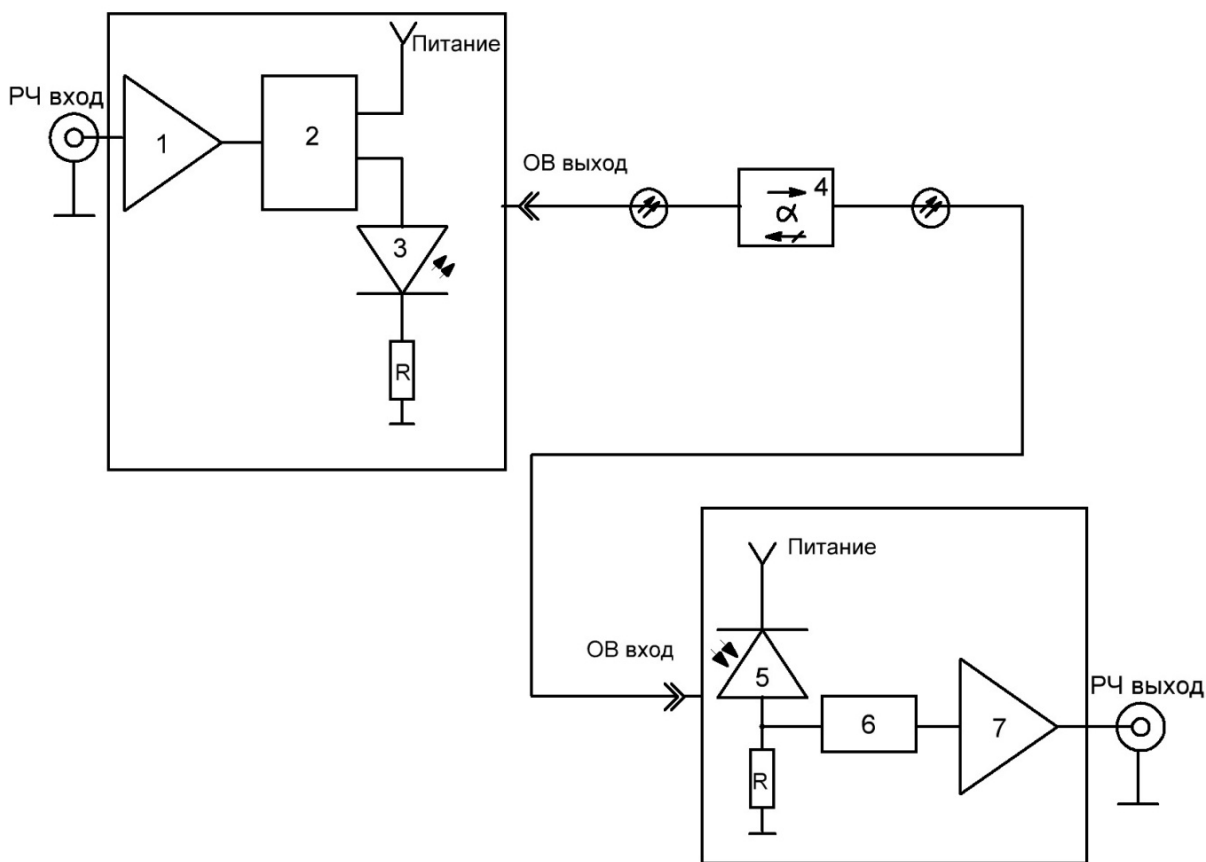 Питание
РЧ вход
1
2
ОВ выход
4
α
3
R
Питание
ОВ вход
5
РЧ выход
6
7
R